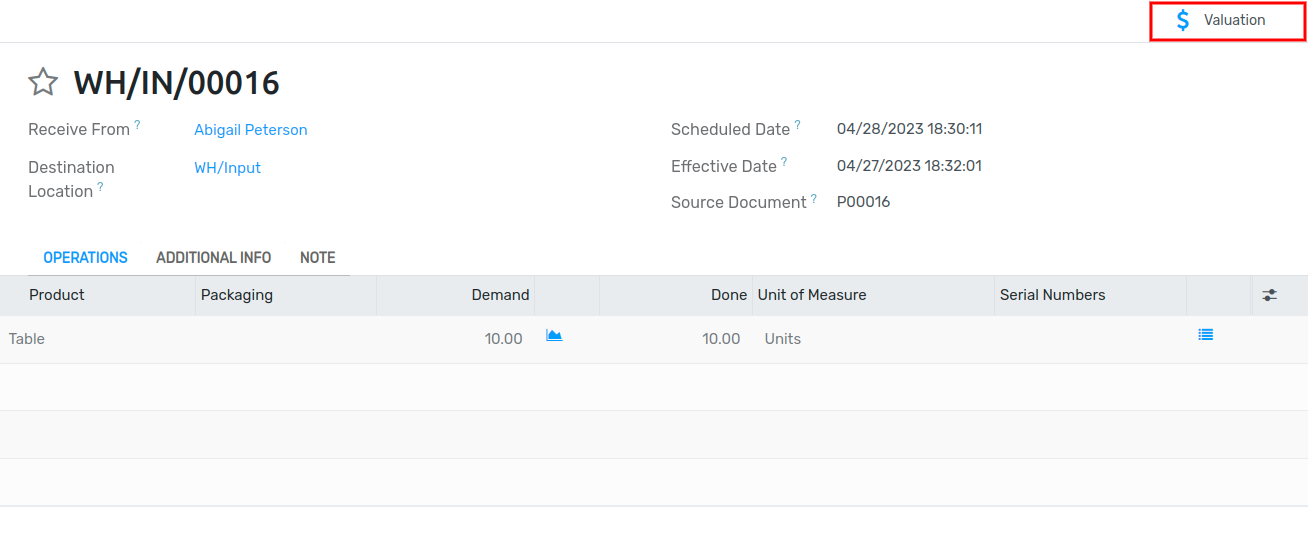 Valuation
WH/IN/00016
Receive From ? Abigail Peterson
Destination Location ? WH/Input
Scheduled Date ? 04/28/2023 18:30:11
Effective Date ? 04/27/2023 18:32:01
Source Document ? P00016
OPERATIONS ADDITIONAL INFO NOTE
Product Packaging Demand Done Unit of Measure Serial Numbers
Table 10.00 10.00 Units